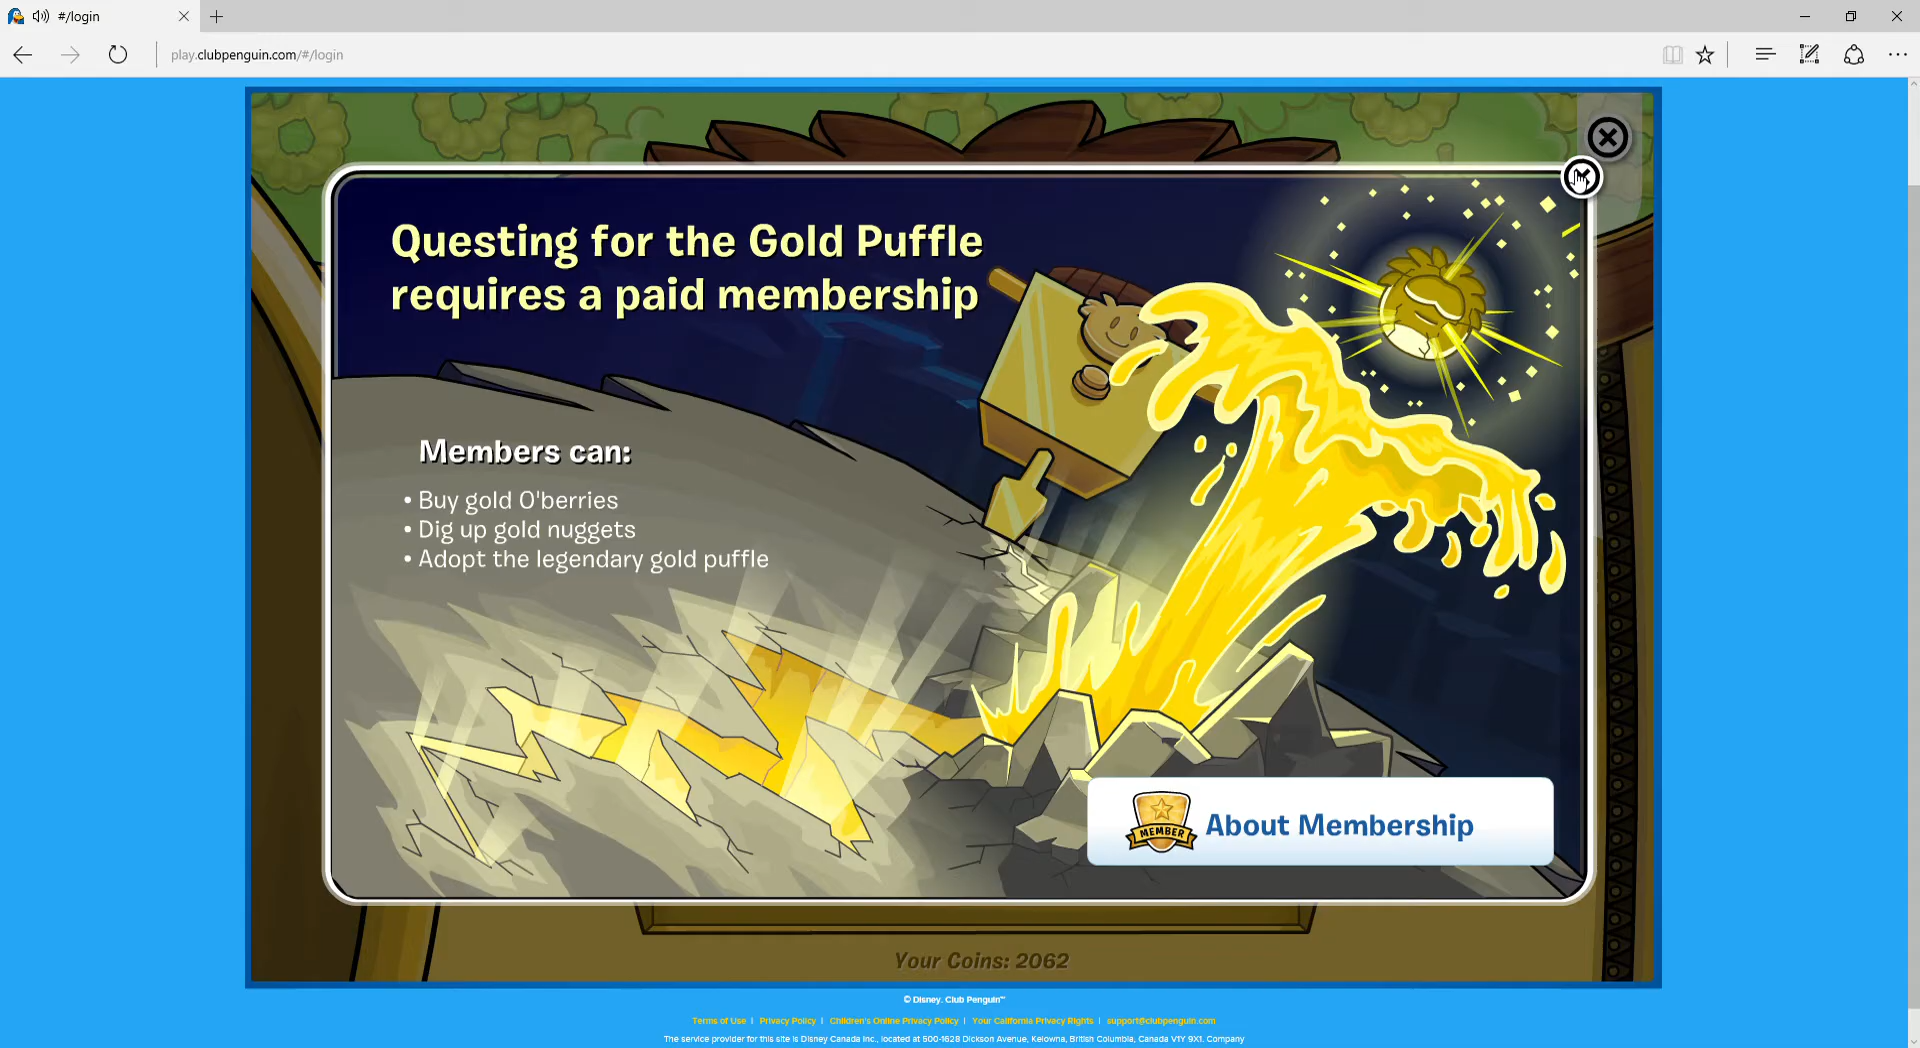 #/login
play.clubpenguin.com/#/login
Questing for the Gold Puffle
requires a paid membership
Members can:
• Buy gold O'berries
• Dig up gold nuggets
• Adopt the legendary gold puffle
MEMBER
About Membership
Your Coins: 2062
© Disney. Club Penguin™
Terms of Use | Privacy Policy | Children's Online Privacy Policy | Your California Privacy Rights | support@clubpenguin.com
The service provider for this site is Disney Canada Inc., located at 500-1628 Dickson Avenue, Kelowna, British Columbia, Canada V1Y 9X1. Company